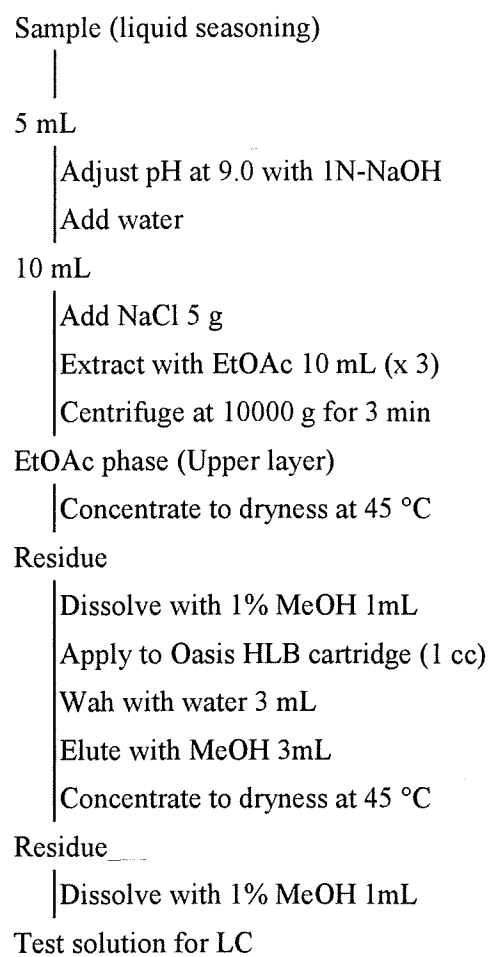 Sample (liquid seasoning)
5 mL
Adjust pH at 9.0 with 1N-NaOH
Add water
10 mL
Add NaCl 5 g
Extract with EtOAc 10 mL (x 3)
Centrifuge at 10000 g for 3 min
EtOAc phase (Upper layer)
Concentrate to dryness at 45 °C
Residue
Dissolve with 1% MeOH 1mL
Apply to Oasis HLB cartridge (1 cc)
Wah with water 3 mL
Elute with MeOH 3mL
Concentrate to dryness at 45 °C
Residue
Dissolve with 1% MeOH 1mL
Test solution for LC